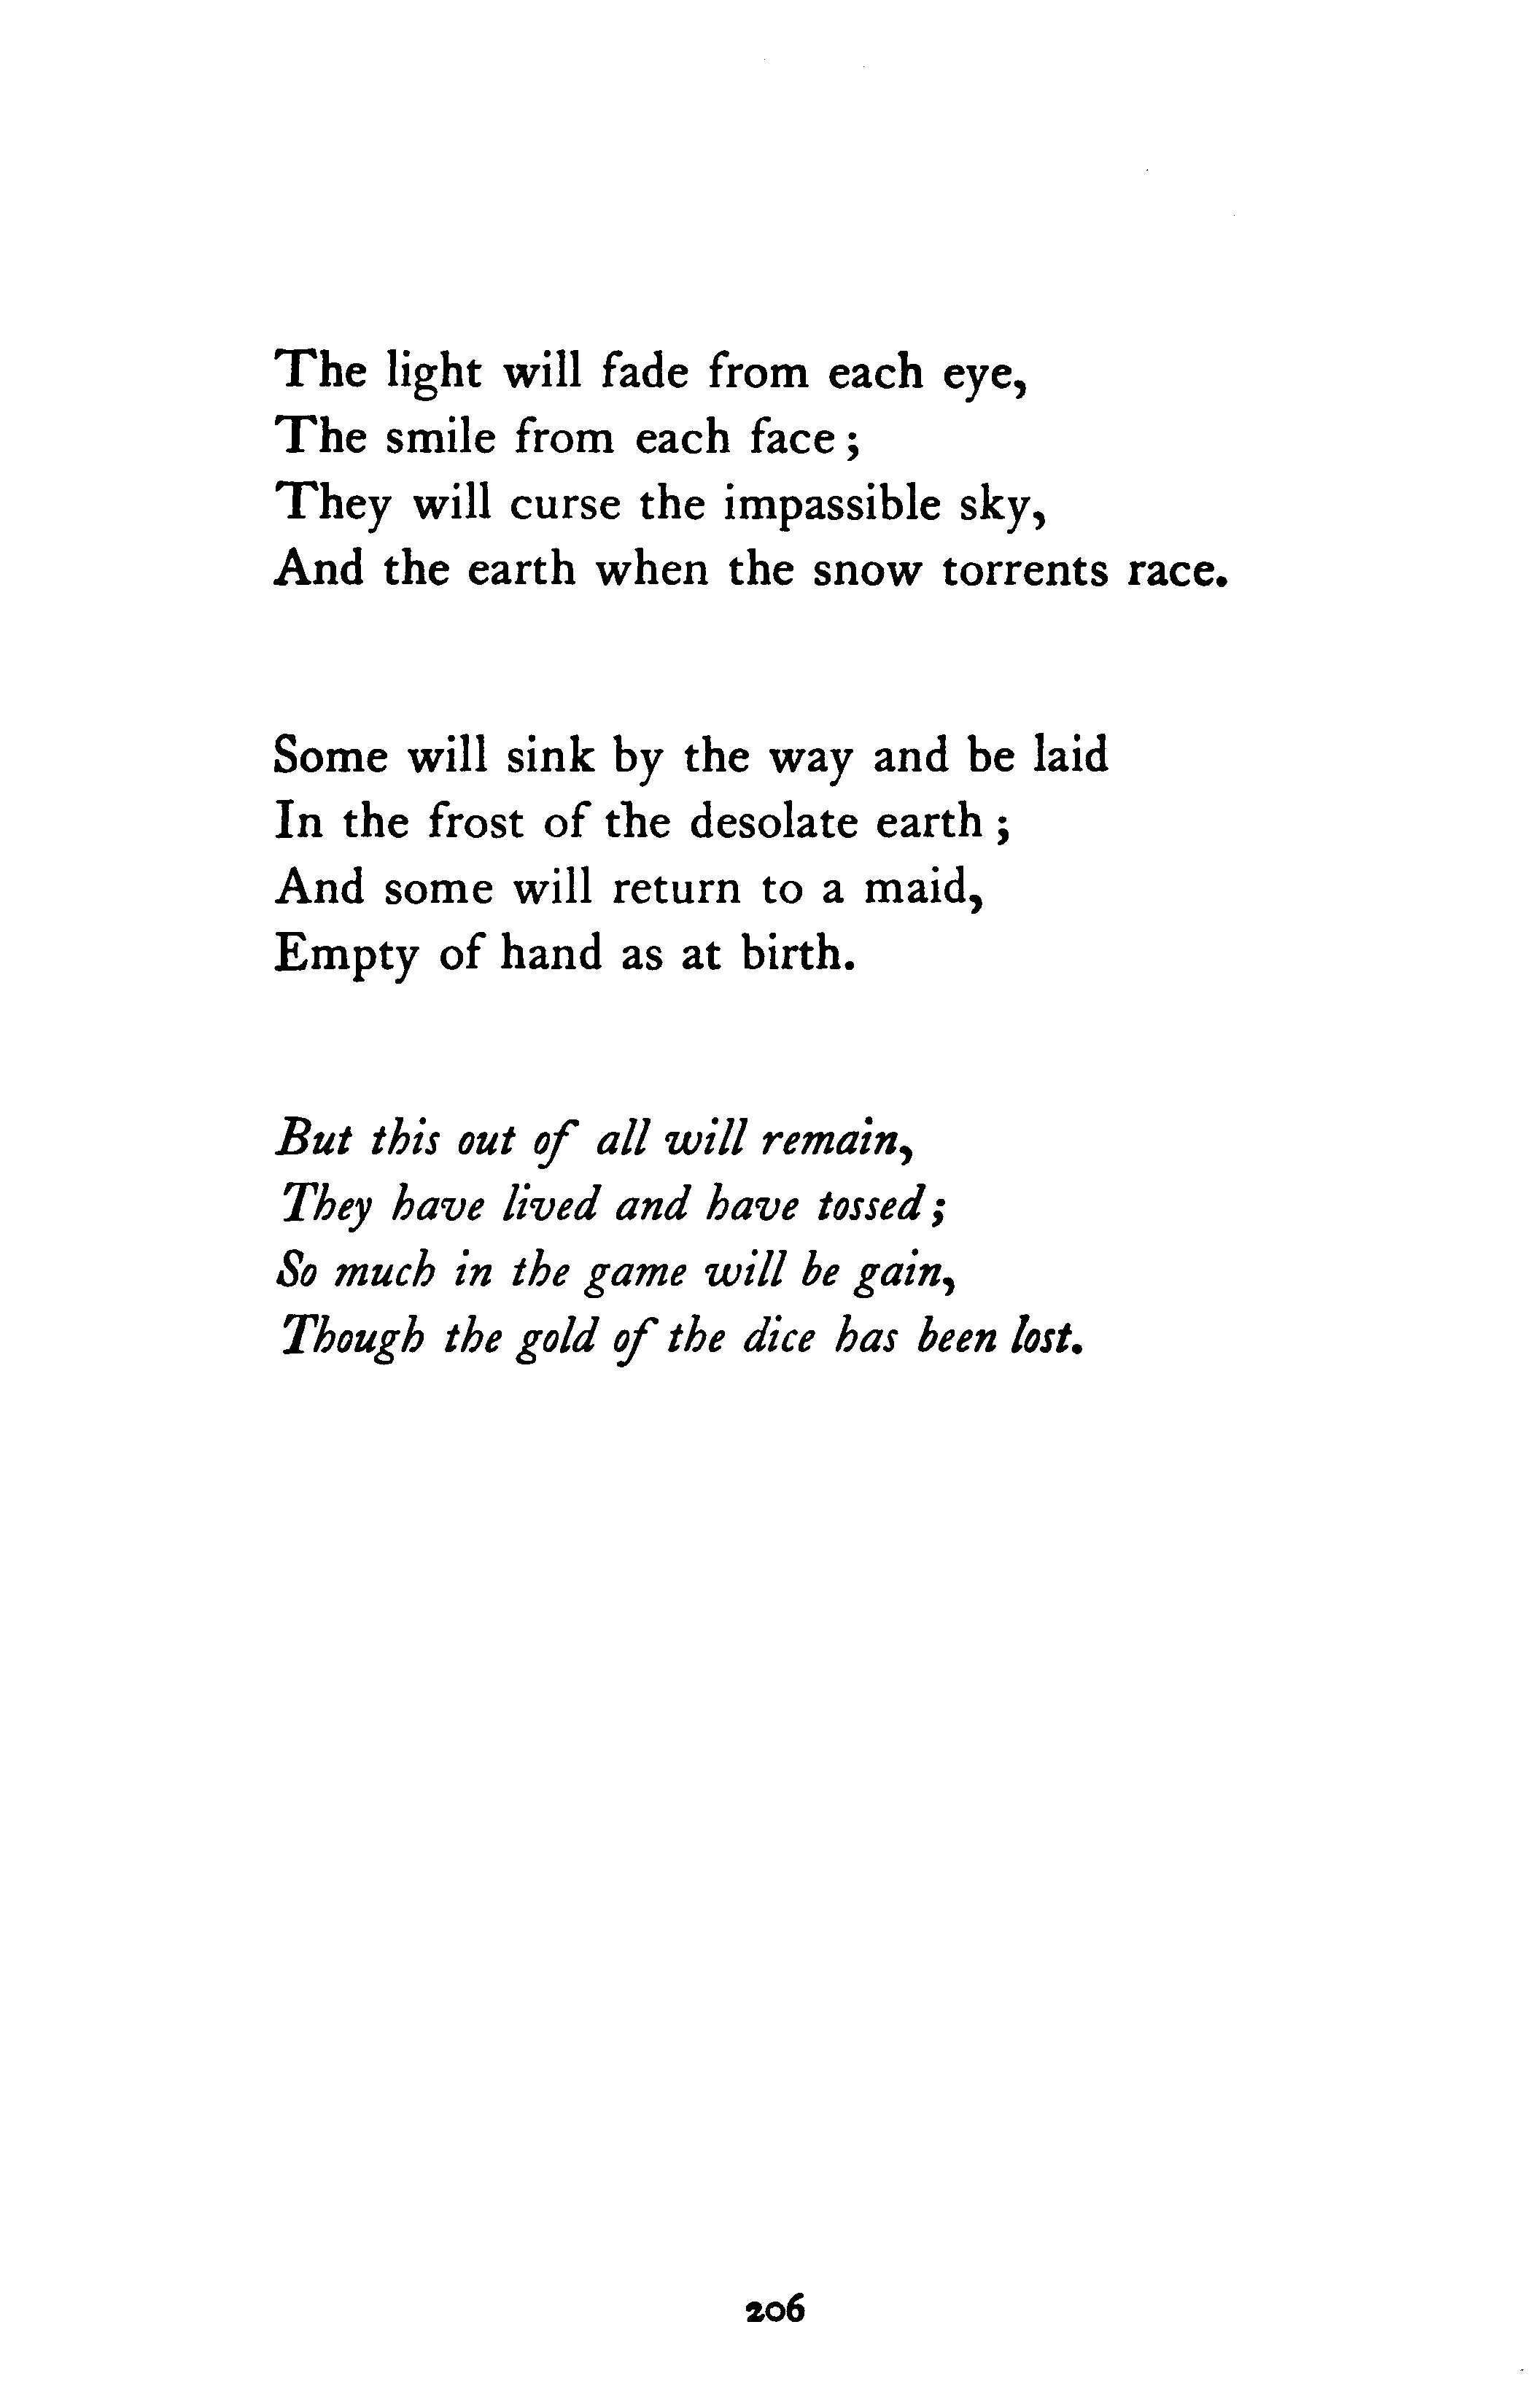 The light will fade from each eye,
The smile from each face;
They will curse the impassible sky,
And the earth when the snow torrents race.
Some will sink by the way and be laid
In the frost of the desolate earth;
And some will return to a maid,
Empty of hand as at birth.
But this out of all will remain,
They have lived and have tossed;
So much in the game will be gain,
Though the gold of the dice has been lost.
206